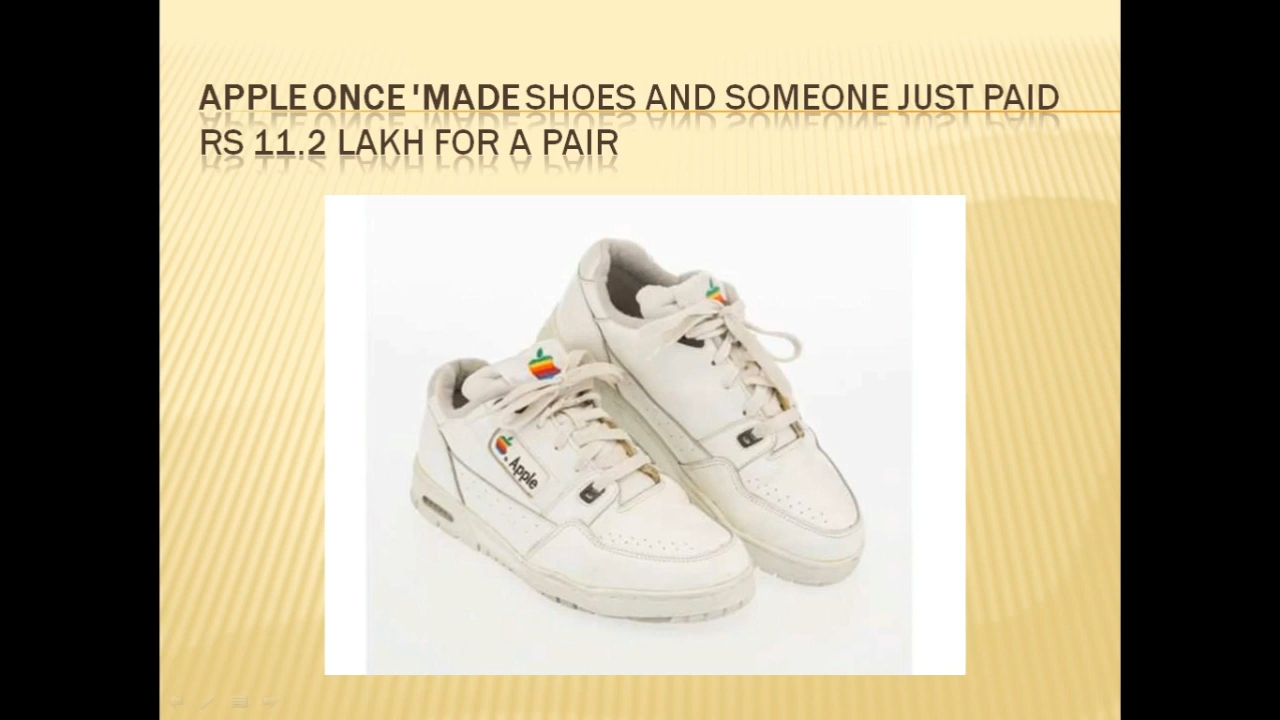 APPLE ONCE 'MADE SHOES AND SOMEONE JUST PAID
RS 11.2 LAKH FOR A PAIR
Apple